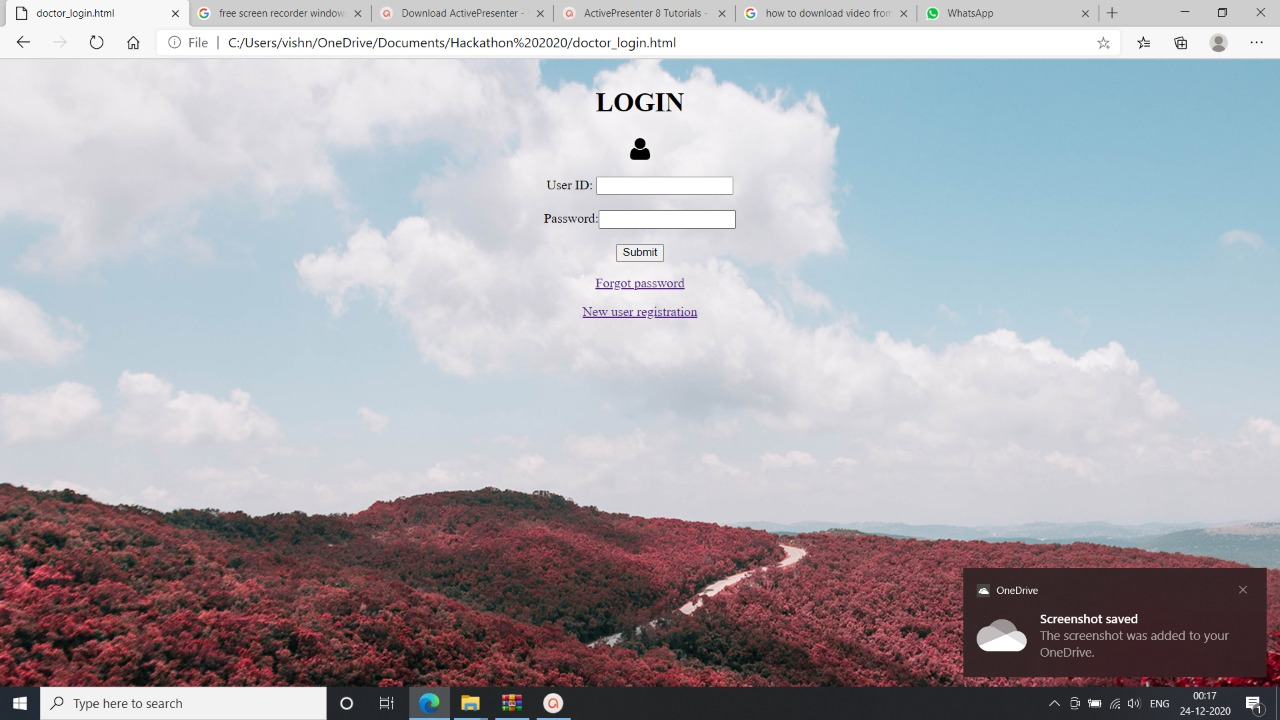 doctor_login.html
free screen recorder window
Download ActivePresenter -
ActivePresenter 8 Tutorials -
how to download video from
WhatsApp
File | C:/Users/vishn/OneDrive/Documents/Hackathon%202020/doctor_login.html
LOGIN
User ID:
Password:
Submit
Forgot password
New user registration
OneDrive
Screenshot saved
The screenshot was added to your
OneDrive.
Type here to search
ENG
00:17
24-12-2020
1